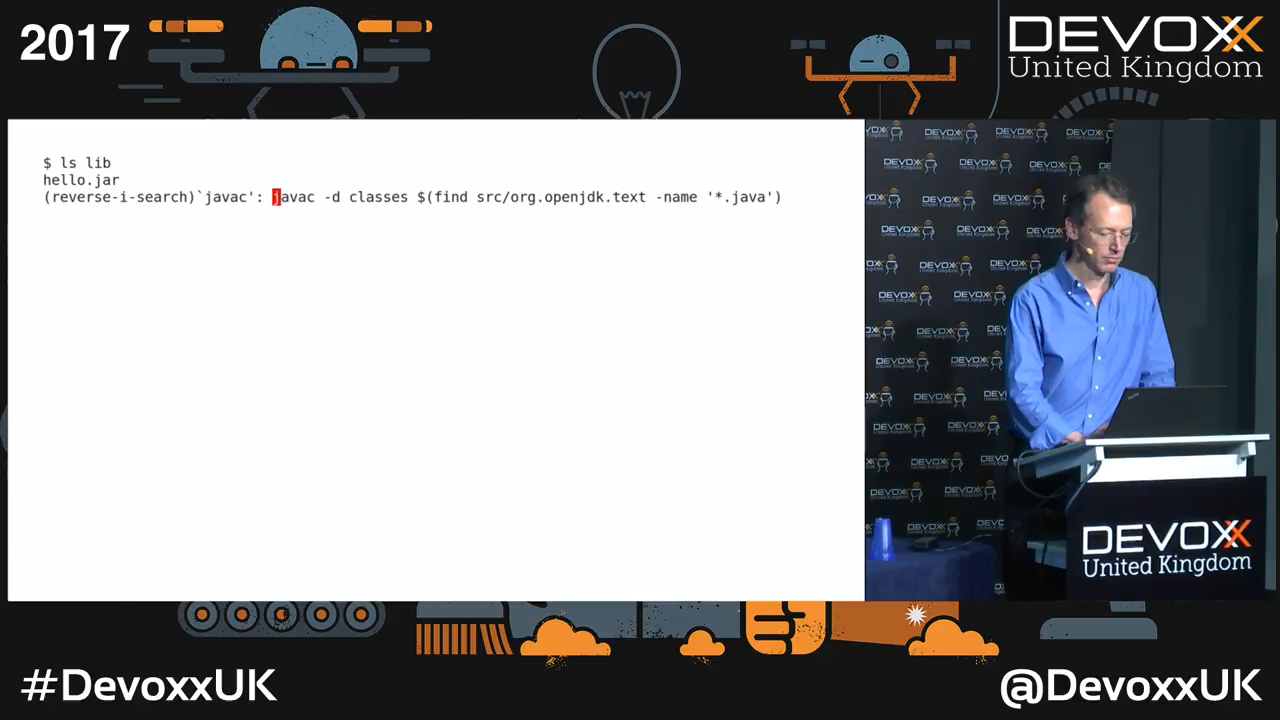 2017
DEVOXX
United Kingdom
$ ls lib
hello.jar
(reverse-i-search)`javac': javac -d classes $(find src/org.openjdk.text -name '*.java')
DEVOXX
United Kingdom
#DevoxxUK
@DevoxxUK